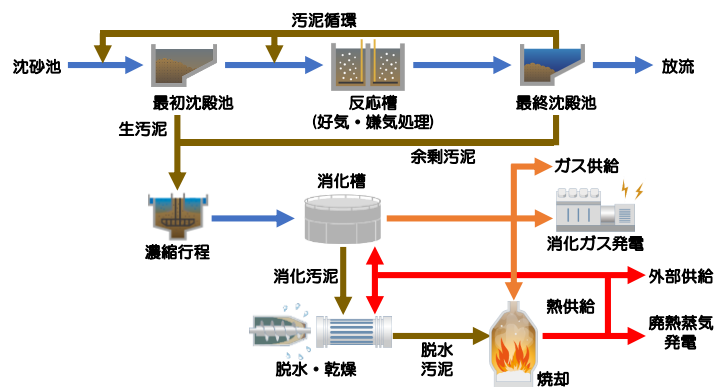 汚泥循環
沈砂池
放流
最初沈殿池
反応槽
(好気・嫌気処理)
最終沈殿池
生汚泥
余剰汚泥
ガス供給
消化槽
濃縮行程
消化ガス発電
消化汚泥
外部供給
熱供給
廃熱蒸気
発電
脱水・乾燥
脱水
汚泥
焼却